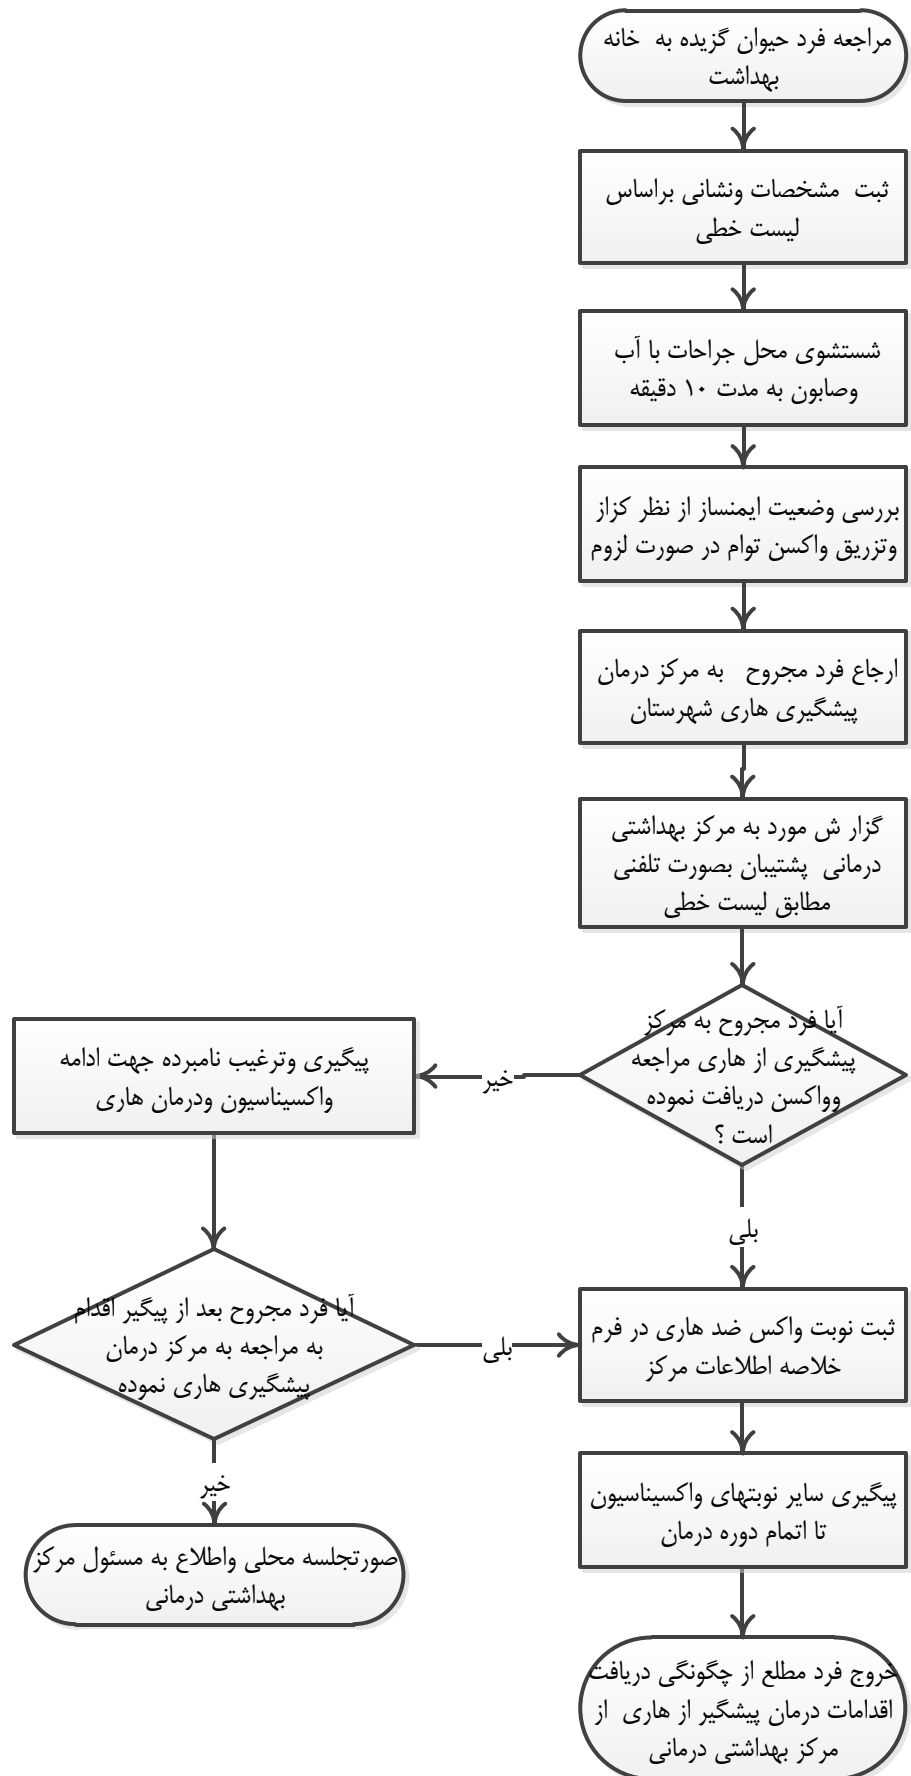 مراجعه فرد حیوان گزیده به خانه
بهداشت
ثبت مشخصات ونشانی براساس
لیست خطی
شستشوی محل جراحات با آب
وصابون به مدت ۱۰ دقیقه
بررسی وضعیت ایمنساز از نظر کزاز
وتزریق واکسن توام در صورت لزوم
ارجاع فرد مجروح به مرکز درمان
پیشگیری هاری شهرستان
گزار ش مورد به مرکز بهداشتی
درمانی پشتیبان بصورت تلفنی
مطابق لیست خطی
آیا فرد مجروح به مرکز
پیشگیری از هاری مراجعه
وواکسن دریافت نموده
است ؟
خیر
پیگیری وترغیب نامبرده جهت ادامه
واکسیناسیون ودرمان هاری
بلی
آیا فرد مجروح بعد از پیگیر اقدام
به مراجعه به مرکز درمان
پیشگیری هاری نموده
بلی
ثبت نوبت واکس ضد هاری در فرم
خلاصه اطلاعات مرکز
خیر
صورتجلسه محلی واطلاع به مسئول مرکز
بهداشتی درمانی
پیگیری سایر نوبتهای واکسیناسیون
تا اتمام دوره درمان
خروج فرد مطلع از چگونگی دریافت
اقدامات درمان پیشگیر از هاری از
مرکز بهداشتی درمانی